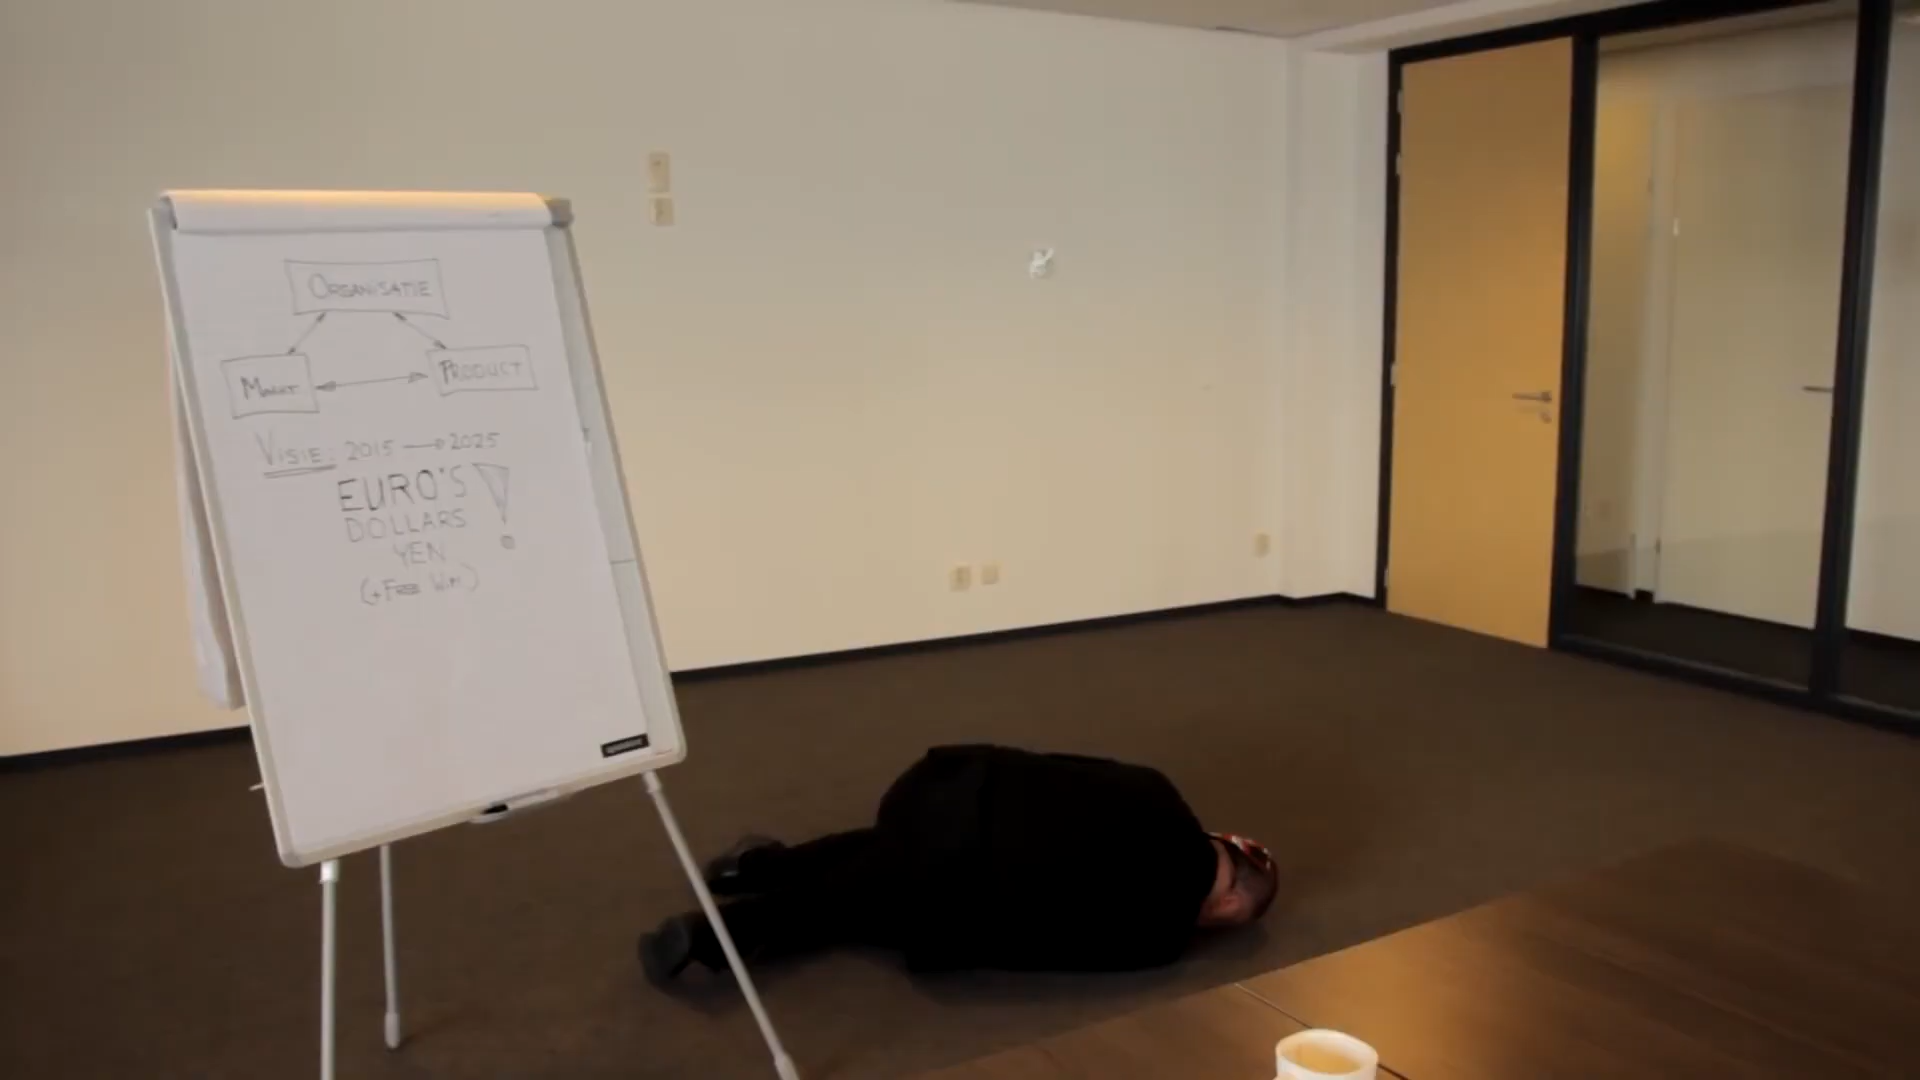 ORGANISATIE
MARKT PRODUCT
VISIE: 2015 → 2025
EURO'S !
DOLLARS
YEN
(+FREE WIFI)